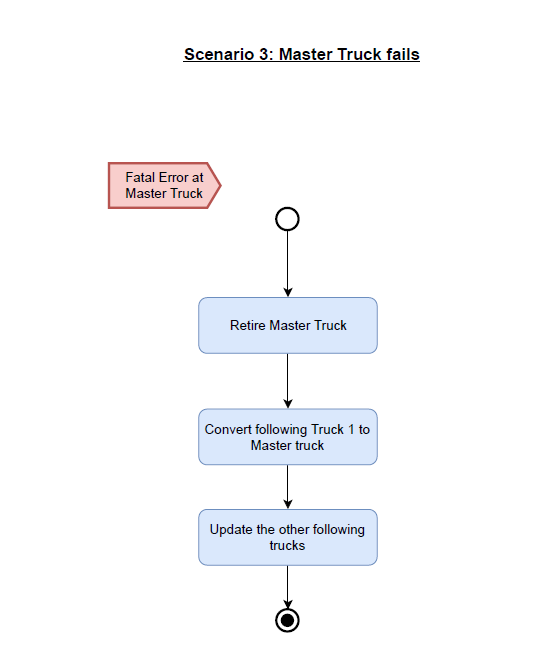 Scenario 3: Master Truck fails
Fatal Error at
Master Truck
Retire Master Truck
Convert following Truck 1 to
Master truck
Update the other following
trucks